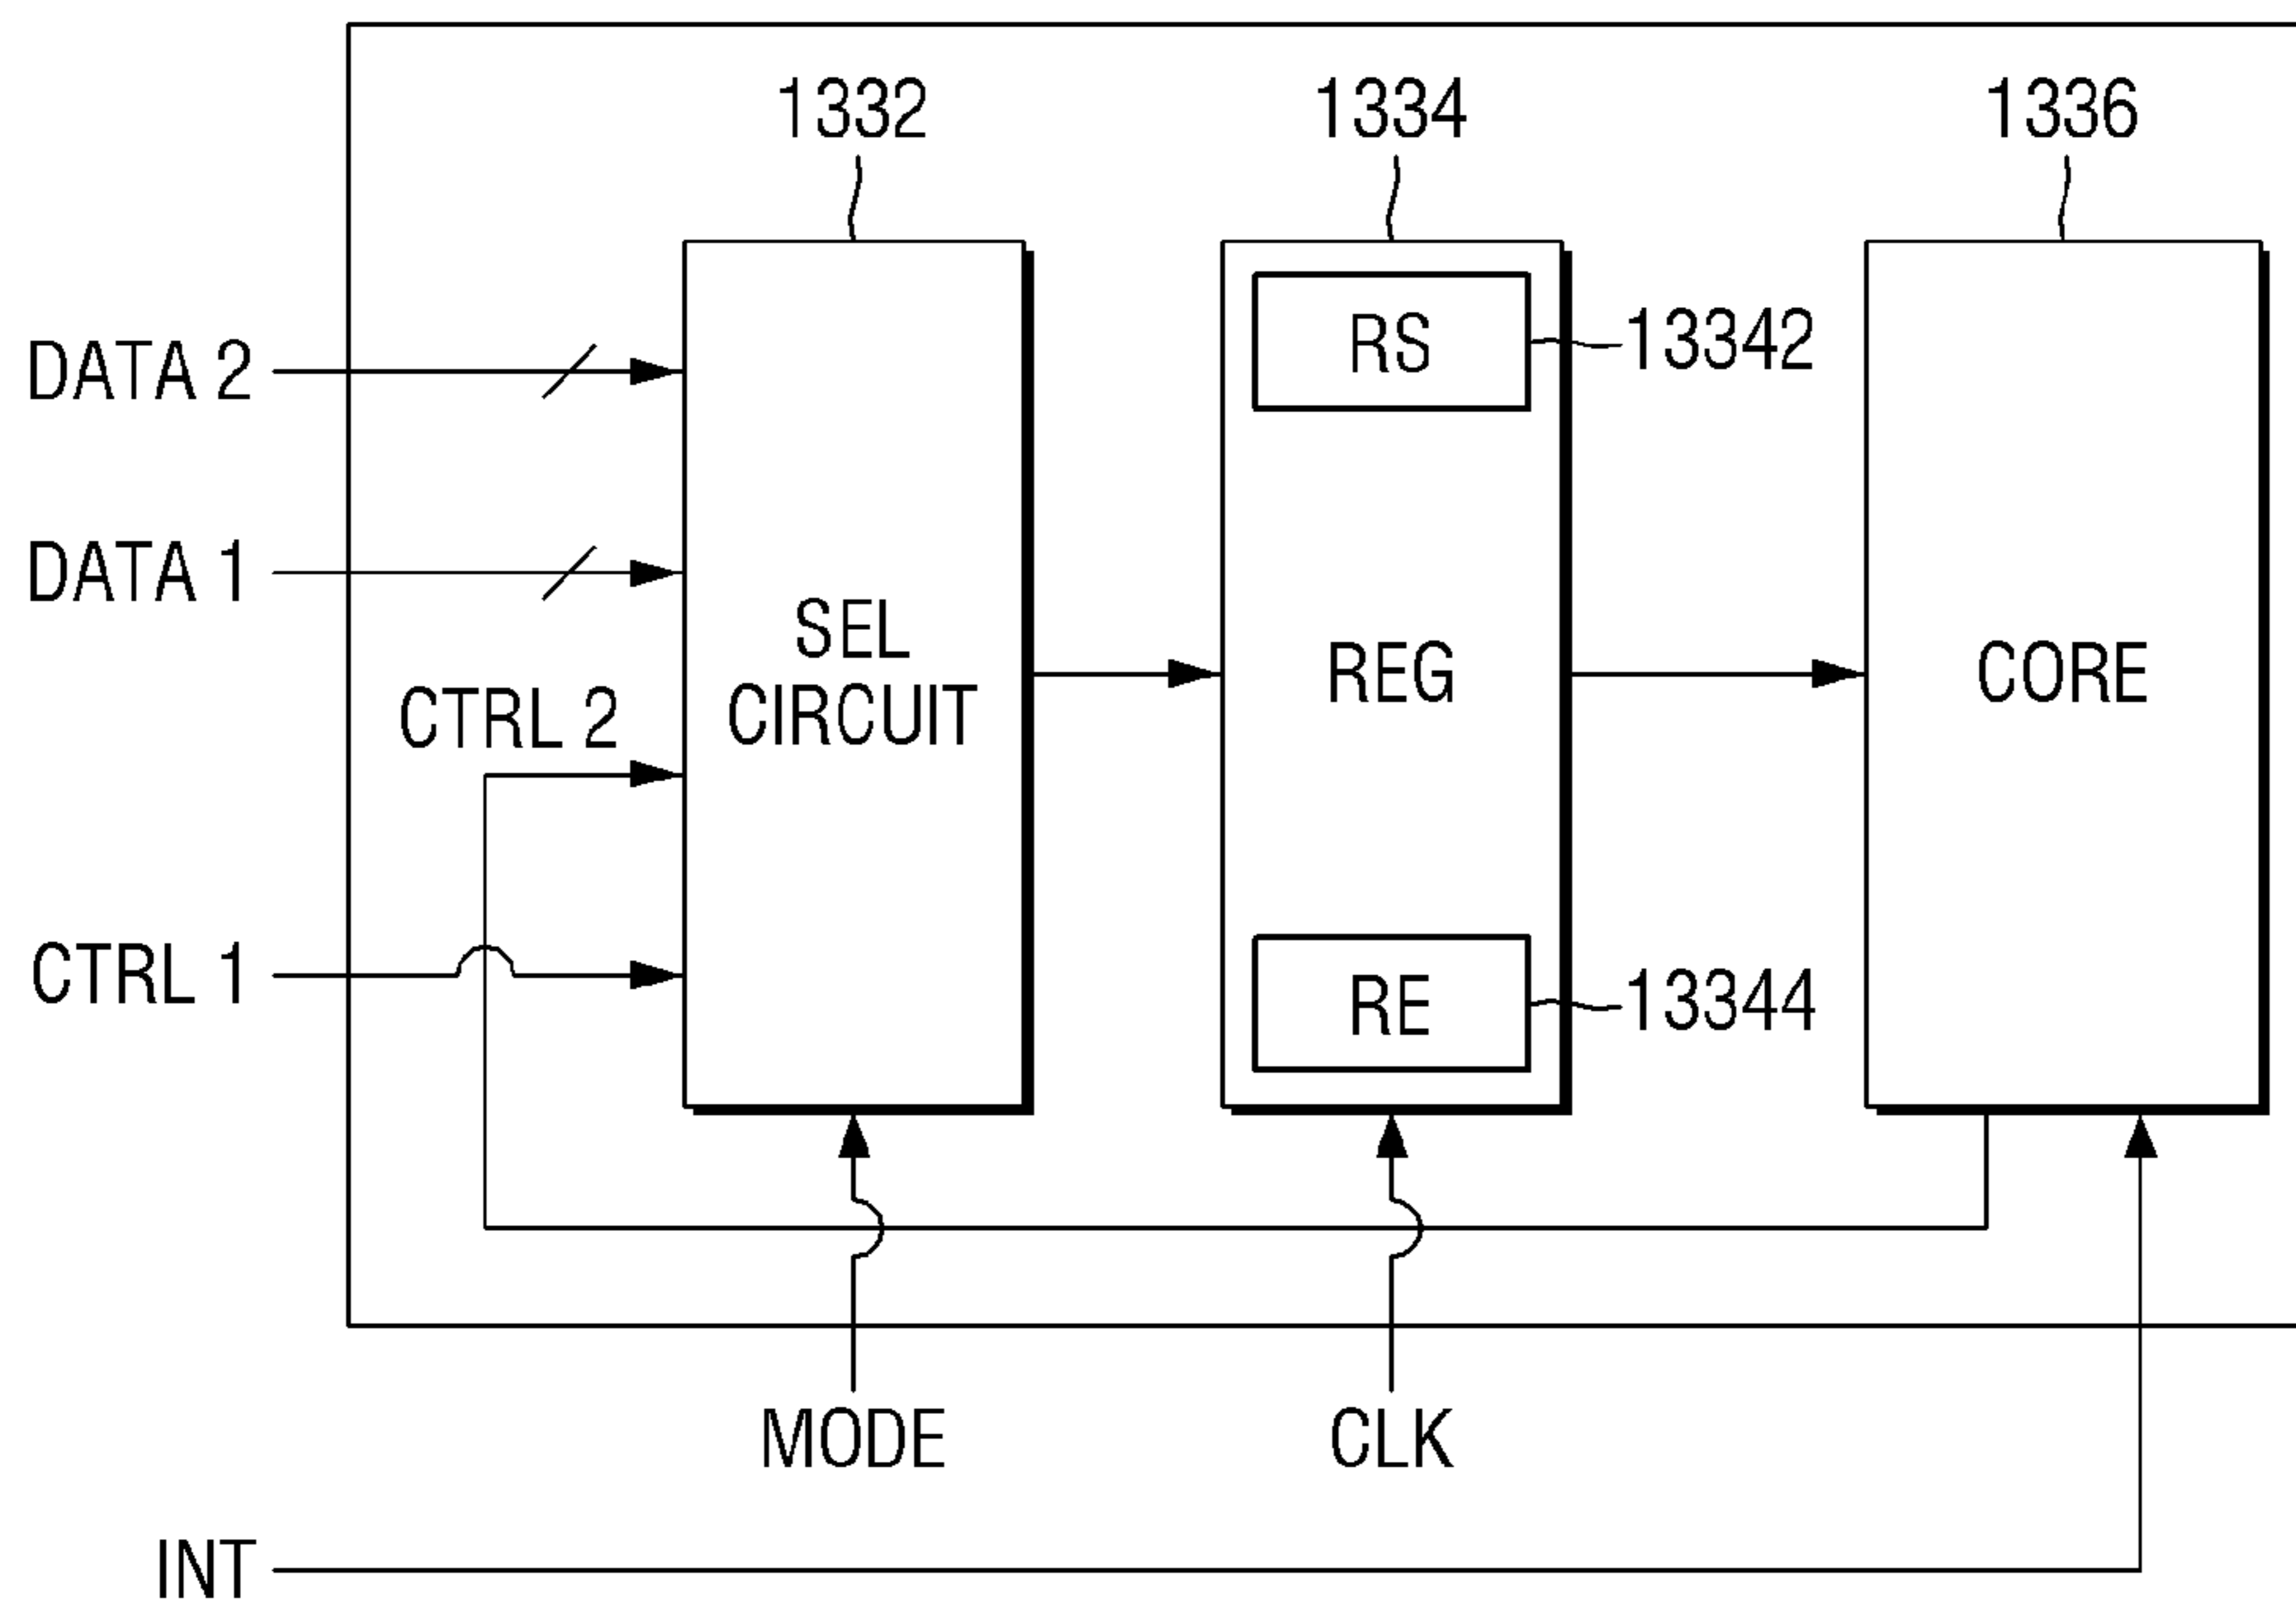 1332
1334
1336
RS
13342
DATA 2
DATA 1
SEL
CIRCUIT
CTRL 2
REG
CORE
CTRL 1
RE
13344
MODE
CLK
INT